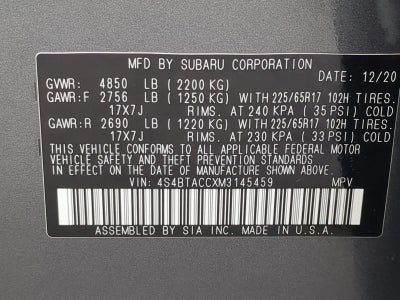 MFD BY SUBARU CORPORATION
DATE: 12/20
GVWR: 4850 LB (2200 KG)
GAWR:F 2756 LB (1250 KG) WITH 225/65R17 102H TIRES.
17X7J RIMS. AT 240 KPA (35 PSI) COLD.
GAWR:R 2690 LB (1220 KG) WITH 225/65R17 102H TIRES.
17X7J RIMS. AT 230 KPA (33 PSI) COLD.
THIS VEHICLE CONFORMS TO ALL APPLICABLE FEDERAL MOTOR
VEHICLE SAFETY AND BUMPER STANDARDS IN EFFECT ON THE
DATE OF MANUFACTURE SHOWN ABOVE.
VIN: 4S4BTACCXM3145459 MPV
ASSEMBLED BY SIA MADE IN U.S.A.